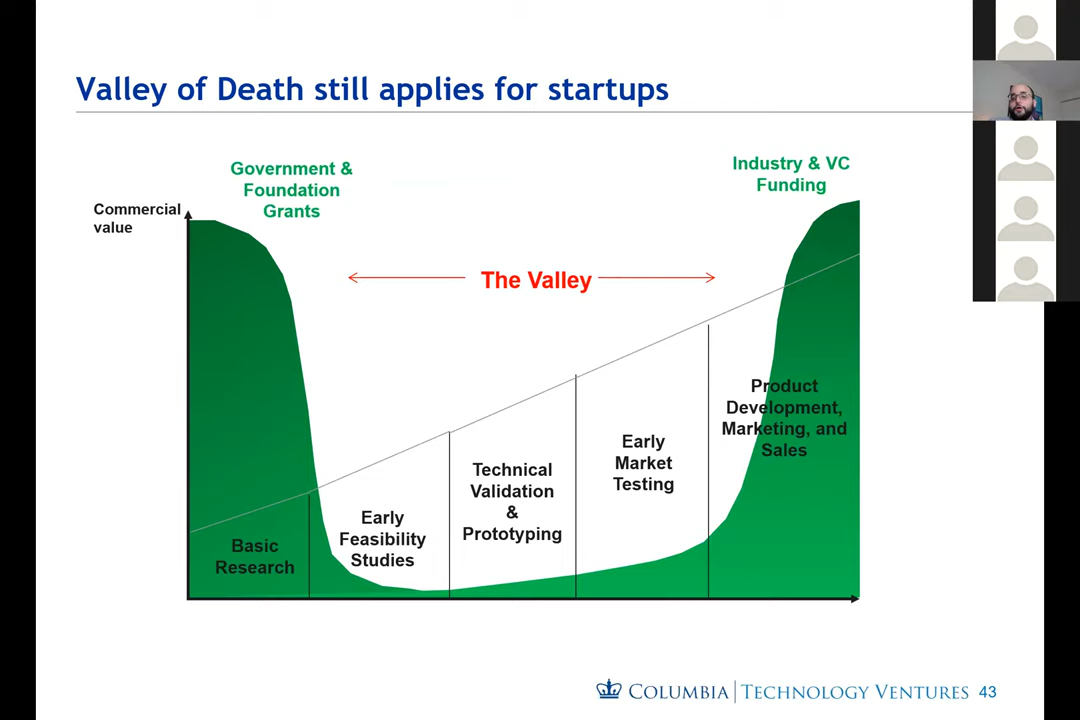 Valley of Death still applies for startups
Government &
Foundation
Grants
Industry & VC
Funding
Commercial
value
The Valley
Product
Development,
Marketing, and
Sales
Early
Market
Testing
Technical
Validation
&
Prototyping
Early
Feasibility
Studies
Basic
Research
COLUMBIA | TECHNOLOGY VENTURES 43